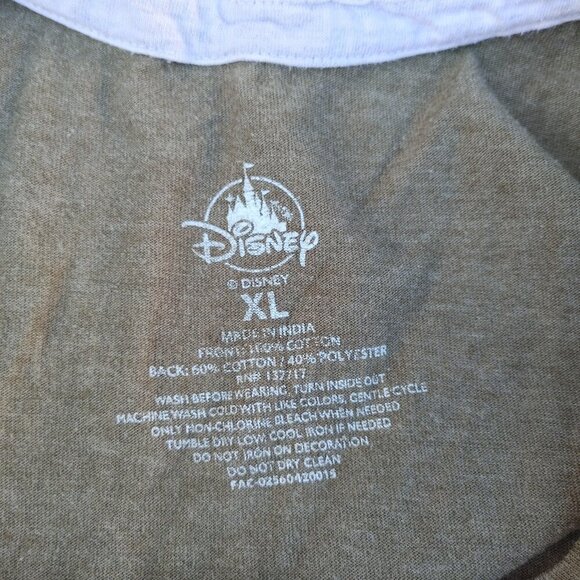 DISNEY
© DISNEY
XL
MADE IN INDIA
FRONT: 100% COTTON
BACK: 60% COTTON / 40% POLYESTER
RN# 13717
WASH BEFORE WEARING, TURN INSIDE OUT
MACHINE WASH COLD WITH LIKE COLORS, GENTLE CYCLE
ONLY NON-CHLORINE BLEACH WHEN NEEDED
TUMBLE DRY LOW, COOL IRON IF NEEDED
DO NOT IRON ON DECORATION
DO NOT DRY CLEAN
FAC-02560420015